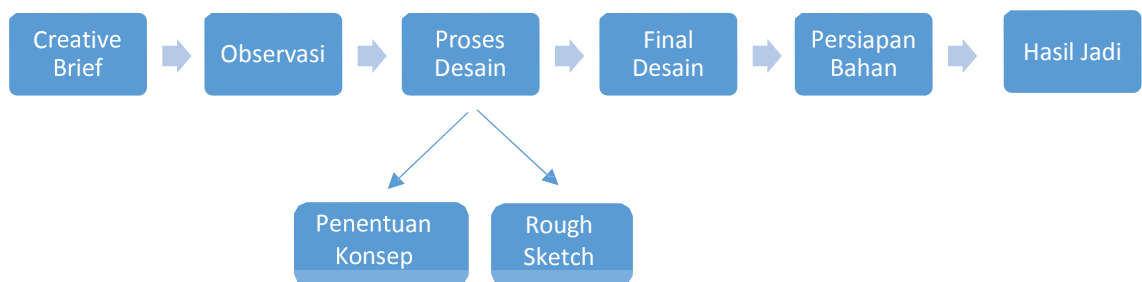 Creative
Brief
Observasi
Proses
Desain
Final
Desain
Persiapan
Bahan
Hasil Jadi
Penentuan
Konsep
Rough
Sketch